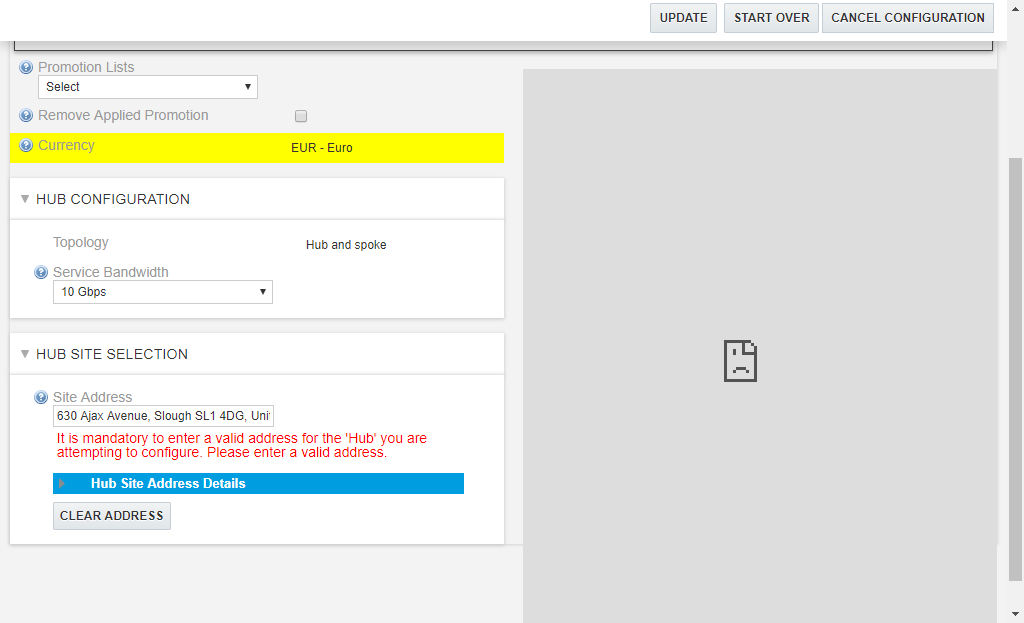 UPDATE START OVER CANCEL CONFIGURATION
Promotion Lists
Select
Remove Applied Promotion
Currency EUR - Euro
HUB CONFIGURATION
Topology Hub and spoke
Service Bandwidth
10 Gbps
HUB SITE SELECTION
Site Address
630 Ajax Avenue, Slough SL1 4DG, Uni
It is mandatory to enter a valid address for the 'Hub' you are
attempting to configure. Please enter a valid address.
Hub Site Address Details
CLEAR ADDRESS